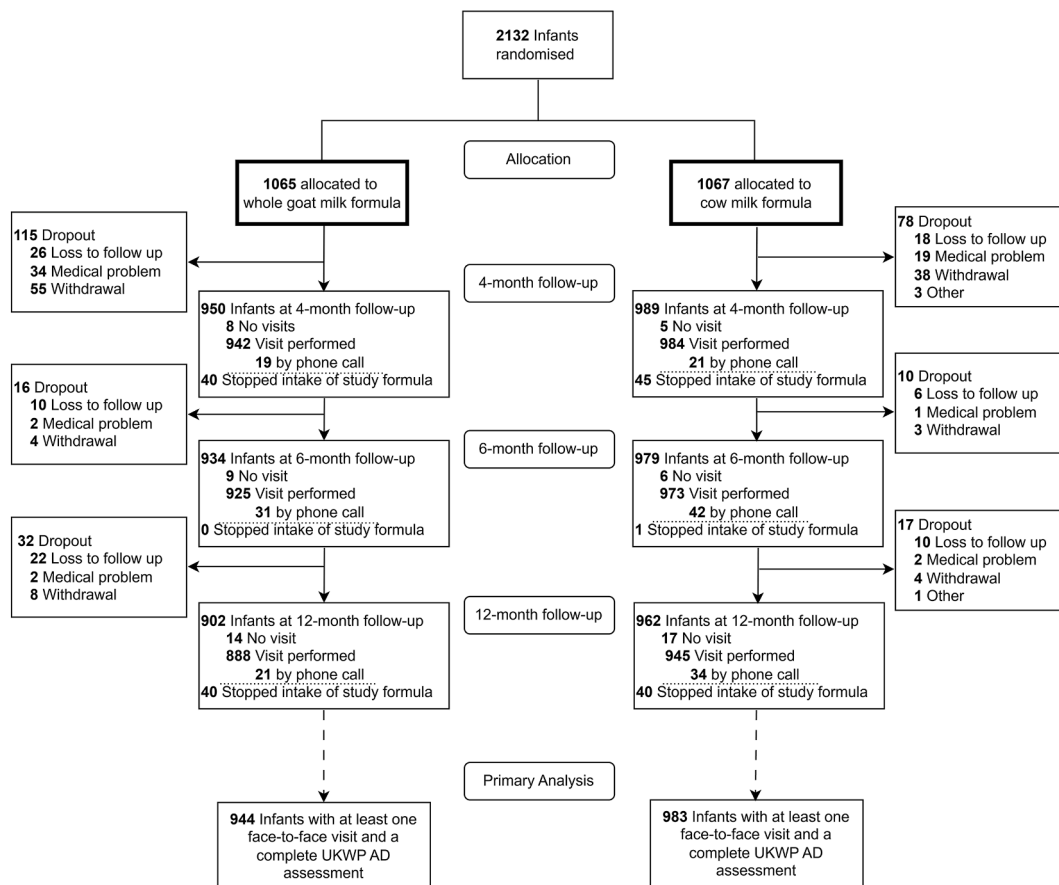 2132 Infants
randomised
Allocation
1065 allocated to
whole goat milk formula
1067 allocated to
cow milk formula
115 Dropout
26 Loss to follow up
34 Medical problem
55 Withdrawal
78 Dropout
18 Loss to follow up
19 Medical problem
38 Withdrawal
3 Other
4-month follow-up
950 Infants at 4-month follow-up
8 No visits
942 Visit performed
19 by phone call
40 Stopped intake of study formula
989 Infants at 4-month follow-up
5 No visit
984 Visit performed
21 by phone call
45 Stopped intake of study formula
16 Dropout
10 Loss to follow up
2 Medical problem
4 Withdrawal
10 Dropout
6 Loss to follow up
1 Medical problem
3 Withdrawal
6-month follow-up
934 Infants at 6-month follow-up
9 No visit
925 Visit performed
31 by phone call
0 Stopped intake of study formula
979 Infants at 6-month follow-up
6 No visit
973 Visit performed
42 by phone call
1 Stopped intake of study formula
32 Dropout
22 Loss to follow up
2 Medical problem
8 Withdrawal
17 Dropout
10 Loss to follow up
2 Medical problem
4 Withdrawal
1 Other
12-month follow-up
902 Infants at 12-month follow-up
14 No visit
888 Visit performed
21 by phone call
40 Stopped intake of study formula
962 Infants at 12-month follow-up
17 No visit
945 Visit performed
34 by phone call
40 Stopped intake of study formula
Primary Analysis
944 Infants with at least one
face-to-face visit and a
complete UKWP AD
assessment
983 Infants with at least one
face-to-face visit and a
complete UKWP AD
assessment